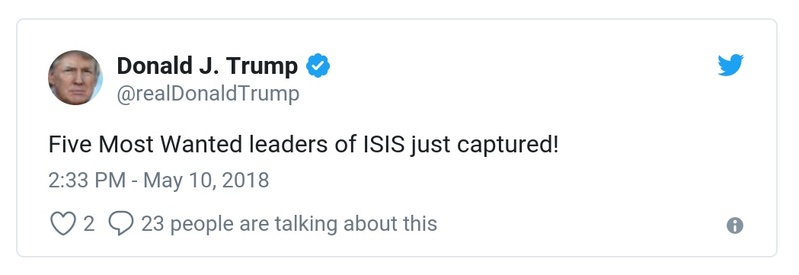 Donald J. Trump
@realDonaldTrump
Five Most Wanted leaders of ISIS just captured!
2:33 PM - May 10, 2018
2 23 people are talking about this